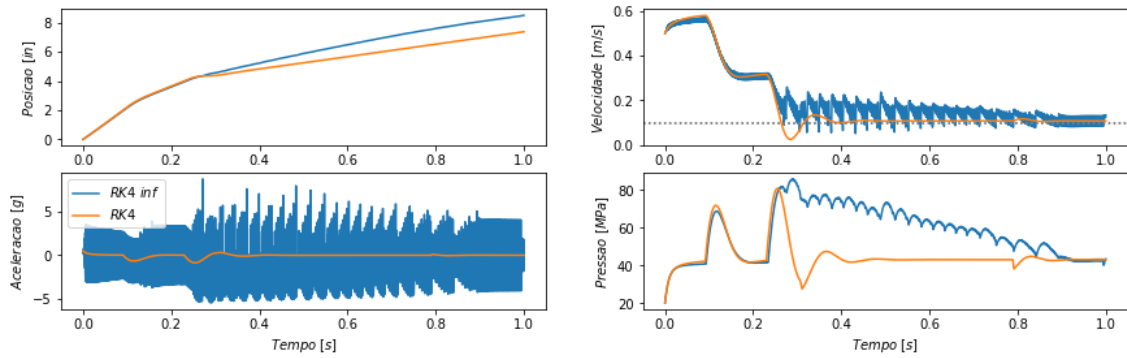 Posicao [in]
8
6
4
2
0
0.0 0.2 0.4 0.6 0.8 1.0
Velocidade [m/s]
0.6
0.4
0.2
0.0
0.0 0.2 0.4 0.6 0.8 1.0
Aceleracao [g]
5
0
−5
RK4 inf
RK4
0.0 0.2 0.4 0.6 0.8 1.0
Tempo [s]
Pressao [MPa]
80
60
40
20
0.0 0.2 0.4 0.6 0.8 1.0
Tempo [s]